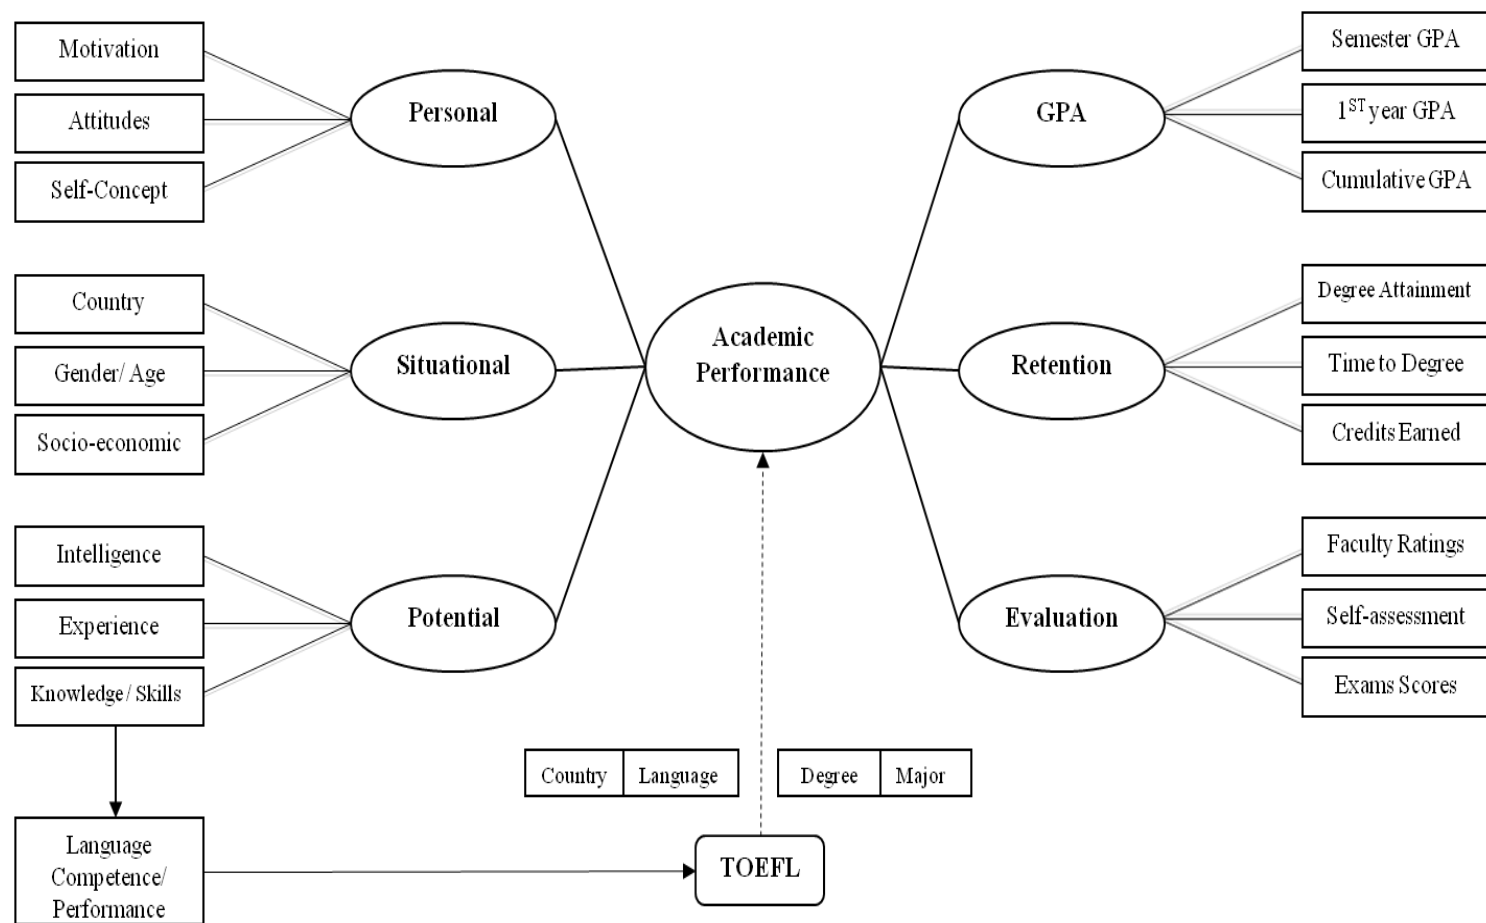 Motivation
Attitudes
Self-Concept
Personal
Country
Gender/ Age
Socio-economic
Situational
Intelligence
Experience
Knowledge / Skills
Potential
Language
Competence/
Performance
Academic
Performance
Country
Language
Degree
Major
TOEFL
GPA
Semester GPA
1ST year GPA
Cumulative GPA
Retention
Degree Attainment
Time to Degree
Credits Earned
Evaluation
Faculty Ratings
Self-assessment
Exams Scores